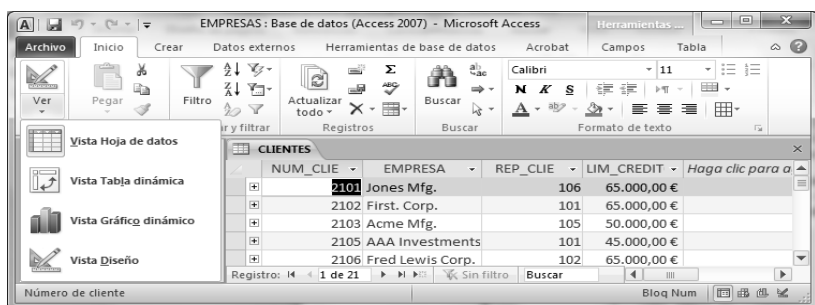 EMPRESAS : Base de datos (Access 2007) - Microsoft Access Herramientas ...
Archivo Inicio Crear Datos externos Herramientas de base de datos Acrobat Campos Tabla
Ver Pegar Filtro Actualizar todo Buscar Calibri 11
N K S
r y filtrar Registros Buscar Formato de texto
Vista Hoja de datos
Vista Tabla dinámica
Vista Gráfico dinámico
Vista Diseño
CLIENTES
NUM_CLIE EMPRESA REP_CLIE LIM_CREDIT Haga clic para a
2101 Jones Mfg. 106 65.000,00 €
2102 First. Corp. 101 65.000,00 €
2103 Acme Mfg. 105 50.000,00 €
2105 AAA Investments 101 45.000,00 €
2106 Fred Lewis Corp. 102 65.000,00 €
Registro: 1 de 21 Sin filtro Buscar
Número de cliente Bloq Num